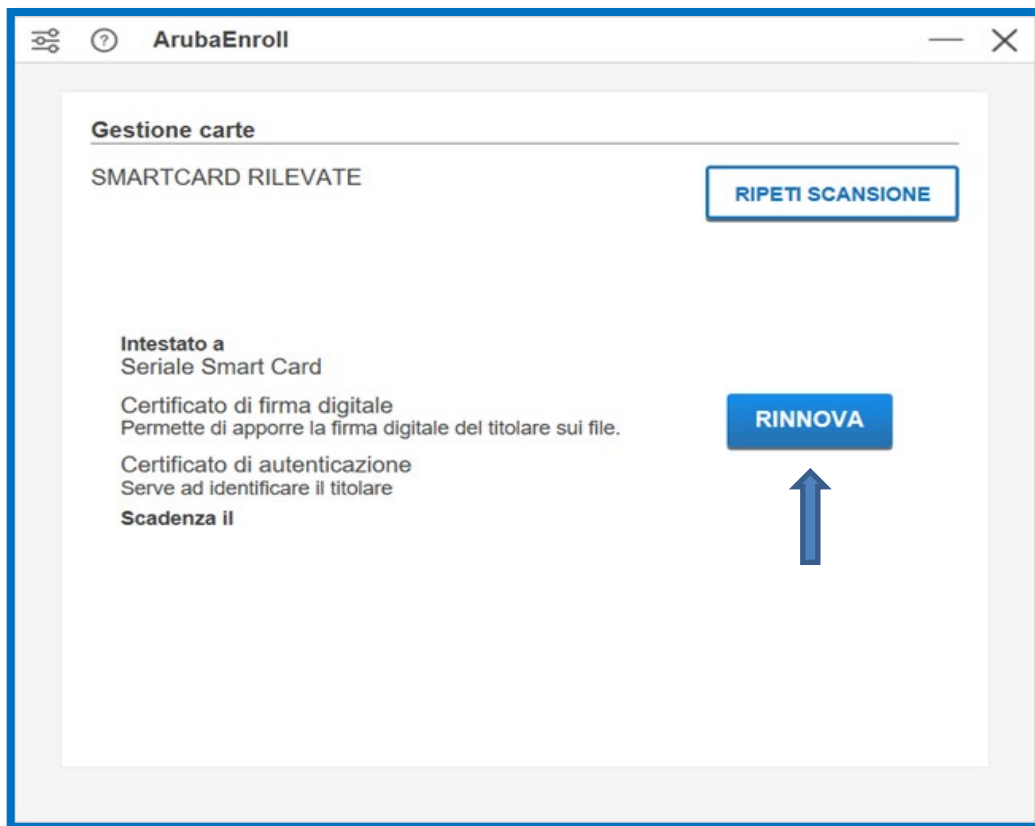 ArubaEnroll
Gestione carte
SMARTCARD RILEVATE
RIPETI SCANSIONE
Intestato a
Seriale Smart Card
Certificato di firma digitale
Permette di apporre la firma digitale del titolare sui file.
RINNOVA
Certificato di autenticazione
Serve ad identificare il titolare
Scadenza il